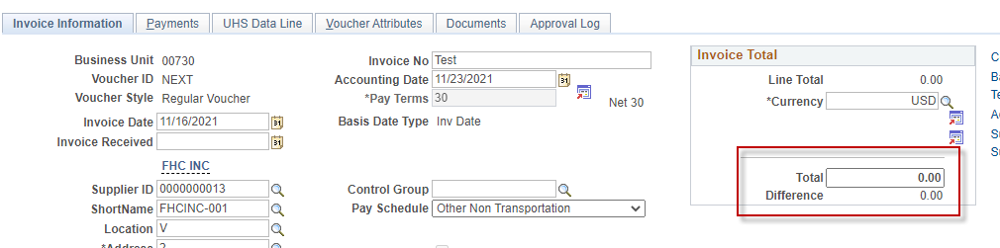 Invoice Information Payments UHS Data Line Voucher Attributes Documents Approval Log
Business Unit 00730
Voucher ID NEXT
Voucher Style Regular Voucher
Invoice Date 11/16/2021
Invoice Received
FHC INC
Supplier ID 0000000013
ShortName FHCINC-001
Location V
*Address 2
Invoice No Test
Accounting Date 11/23/2021
*Pay Terms 30 Net 30
Basis Date Type Inv Date
Control Group
Pay Schedule Other Non Transportation
Invoice Total
Line Total 0.00
*Currency USD
Total 0.00
Difference 0.00